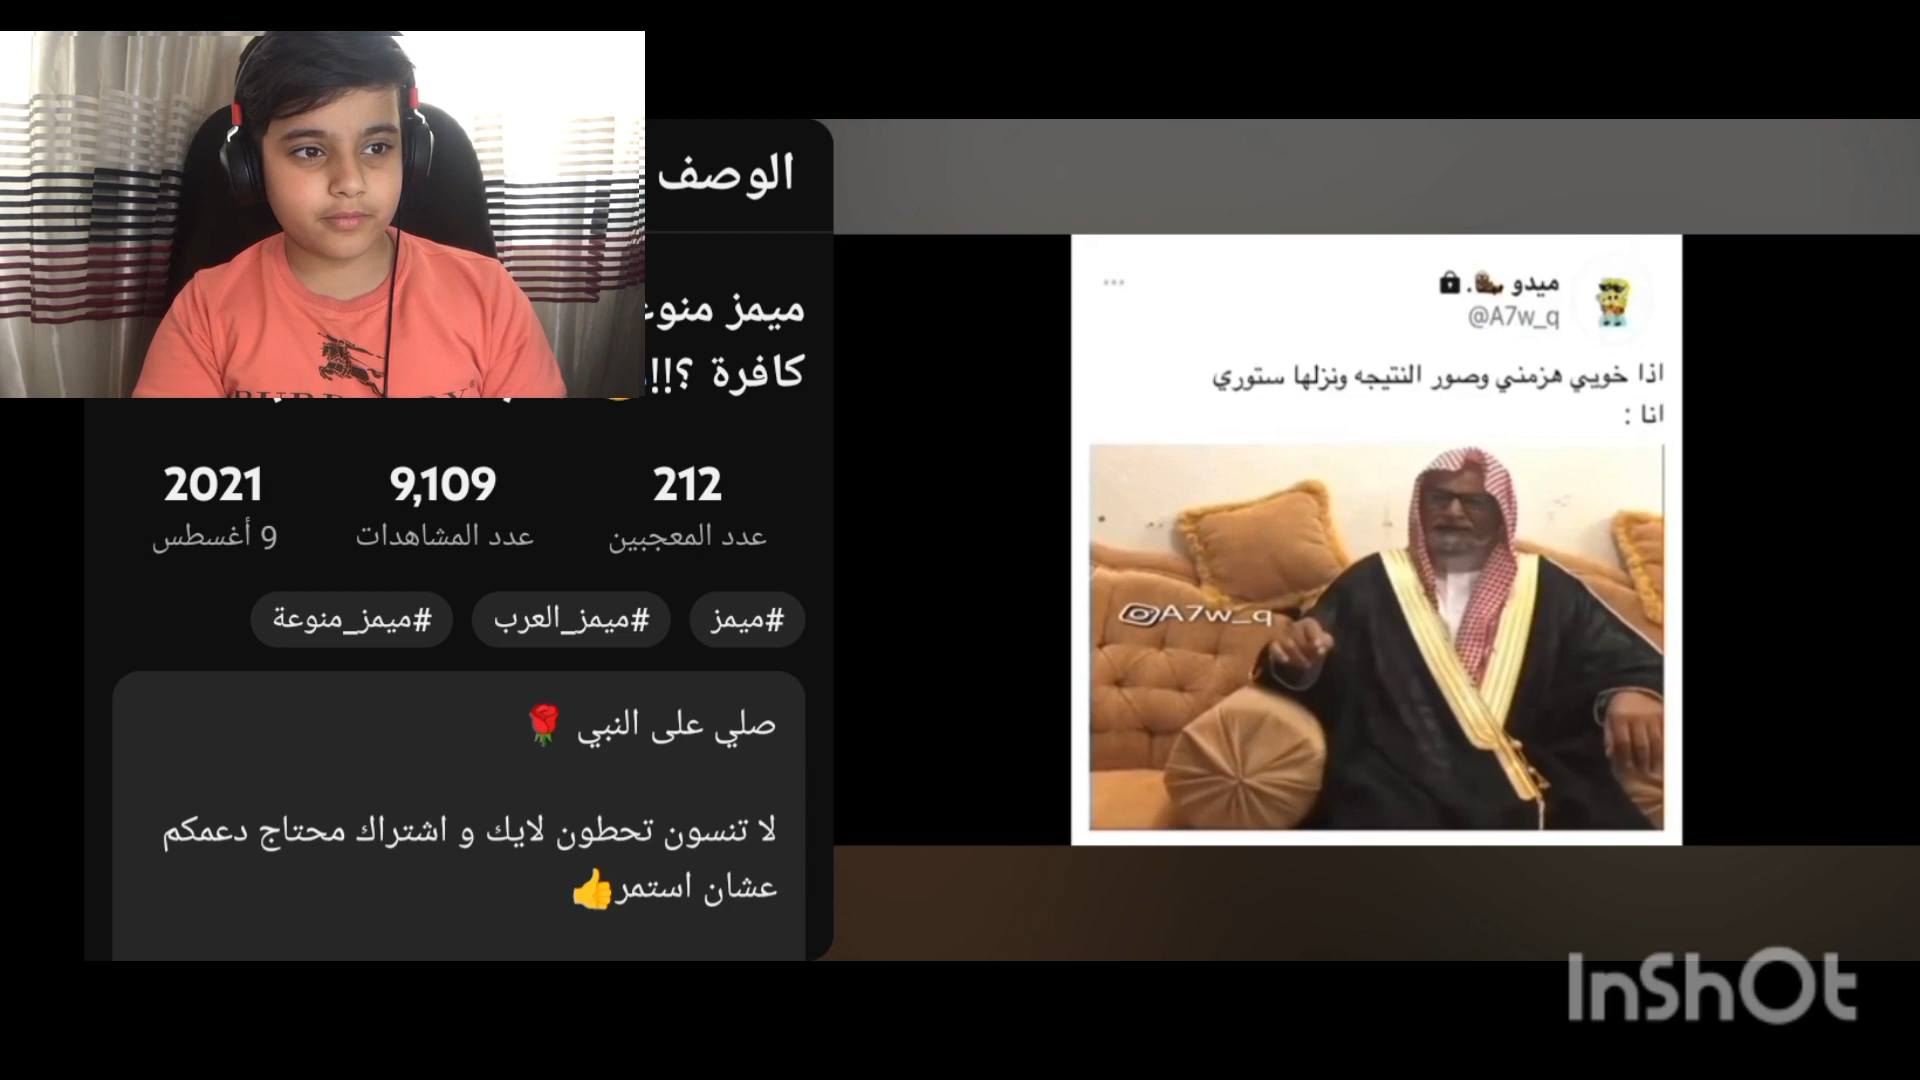 الوصف
ميمز
كافرة ؟!!
212
عدد المعجبين
9,109
عدد المشاهدات
2021
9 أغسطس
#ميمز
#ميمز_العرب
#ميمز_منوعة
صلي على النبي 🌹
لا تنسون تحطون لايك و اشتراك محتاج دعمكم
عشان استمر👍
ميدو
@A7w_q
اذا خويي هزمني وصور النتيجه ونزلها ستوري
انا :
@A7w_q
InShOt